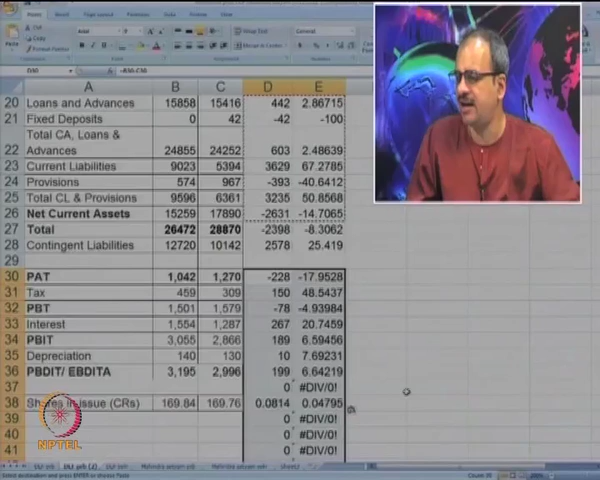 D30
=B30-C30
A B C D E
20 Loans and Advances 15858 15416 442 2.86715
21 Fixed Deposits 0 42 -42 -100
Total CA, Loans &
22 Advances 24855 24252 603 2.48639
23 Current Liabilities 9023 5394 3629 67.2785
24 Provisions 574 967 -393 -40.6412
25 Total CL & Provisions 9596 6361 3235 50.8568
26 Net Current Assets 15259 17890 -2631 -14.7065
27 Total 26472 28870 -2398 -8.3062
28 Contingent Liabilities 12720 10142 2578 25.419
29
30 PAT 1,042 1,270 -228 -17.9528
31 Tax 459 309 150 48.5437
32 PBT 1,501 1,579 -78 -4.93984
33 Interest 1,554 1,287 267 20.7459
34 PBIT 3,055 2,866 189 6.59456
35 Depreciation 140 130 10 7.69231
36 PBDIT/ EBDITA 3,195 2,996 199 6.64219
37 0 #DIV/0!
38 Shares in issue (CRs) 169.84 169.76 0.0814 0.04795
39 0 #DIV/0!
40 0 #DIV/0!
41 0 #DIV/0!
NPTEL
Sheet3